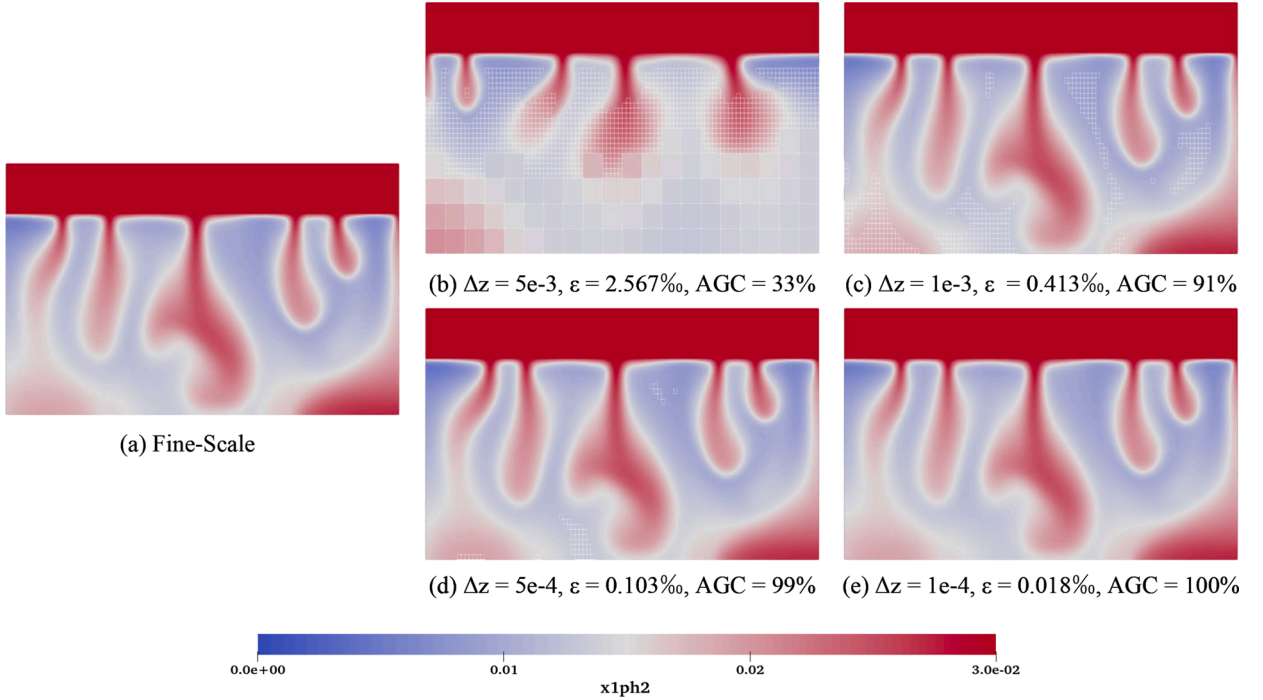 (b) Δz = 5e-3, ε = 2.567‰, AGC = 33%
(c) Δz = 1e-3, ε = 0.413‰, AGC = 91%
(a) Fine-Scale
(d) Δz = 5e-4, ε = 0.103‰, AGC = 99%
(e) Δz = 1e-4, ε = 0.018‰, AGC = 100%
0.0e+00 0.01 0.02 3.0e-02
x1ph2